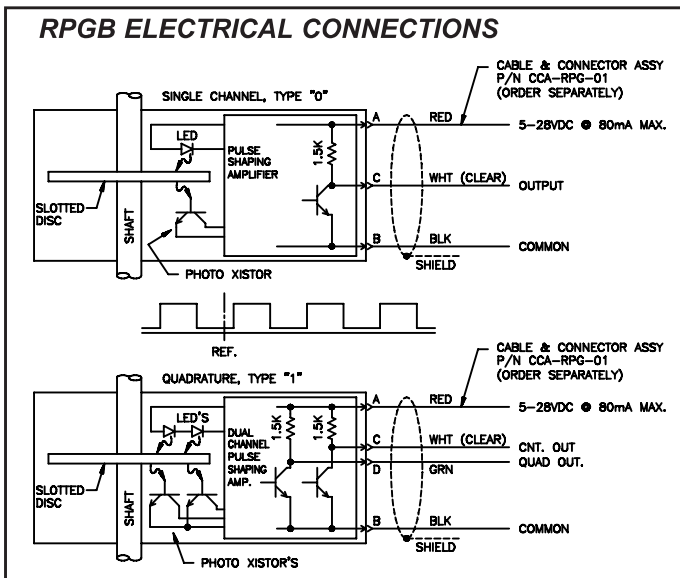 RPGB ELECTRICAL CONNECTIONS
CABLE & CONNECTOR ASSY
P/N CCA-RPG-01
(ORDER SEPARATELY)
SINGLE CHANNEL, TYPE "0"
A
RED
5-28VDC @ 80mA MAX.
LED
PULSE
SHAPING
AMPLIFIER
1.5K
C
WHT (CLEAR)
OUTPUT
SLOTTED
DISC
SHAFT
B
BLK
COMMON
SHIELD
PHOTO XISTOR
REF.
CABLE & CONNECTOR ASSY
P/N CCA-RPG-01
(ORDER SEPARATELY)
QUADRATURE, TYPE "1"
A
RED
5-28VDC @ 80mA MAX.
LED'S
DUAL
CHANNEL
PULSE
SHAPING
AMP.
1.5K
1.5K
C
WHT (CLEAR)
CNT. OUT
D
GRN
QUAD OUT.
SLOTTED
DISC
SHAFT
B
BLK
COMMON
SHIELD
PHOTO XISTOR'S